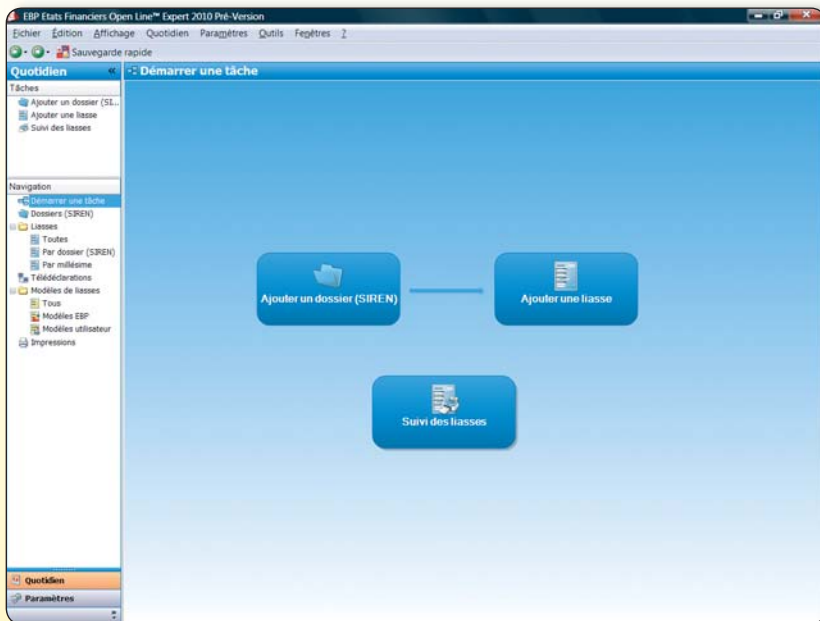 EBP Etats Financiers Open Line™ Expert 2010 Pré-Version
Fichier Édition Affichage Quotidien Paramètres Outils Fenêtres ?
Sauvegarde rapide
Quotidien «
Démarrer une tâche
Tâches
Ajouter un dossier (SI...
Ajouter une liasse
Suivi des liasses
Navigation
Démarrer une tâche
Dossiers (SIREN)
Liasses
Toutes
Par dossier (SIREN)
Par millésime
Télédéclarations
Modèles de liasses
Tous
Modèles EBP
Modèles utilisateur
Impressions
Ajouter un dossier (SIREN)
Ajouter une liasse
Suivi des liasses
Quotidien
Paramètres